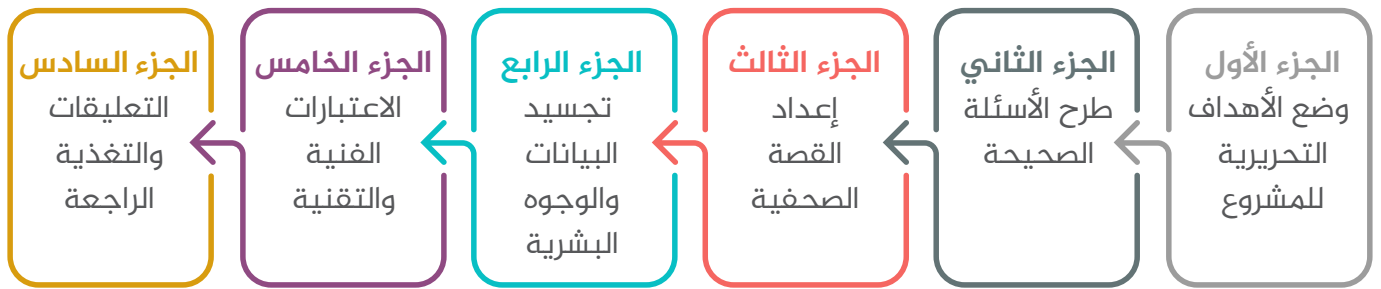 الجزء الأول
وضع الأهداف
التحريرية
للمشروع
الجزء الثاني
طرح الأسئلة
الصحيحة
الجزء الثالث
إعداد
القصة
الصحفية
الجزء الرابع
تجسيد
البيانات
والوجوه
البشرية
الجزء الخامس
الاعتبارات
الفنية
والتقنية
الجزء السادس
التعليقات
والتغذية
الراجعة